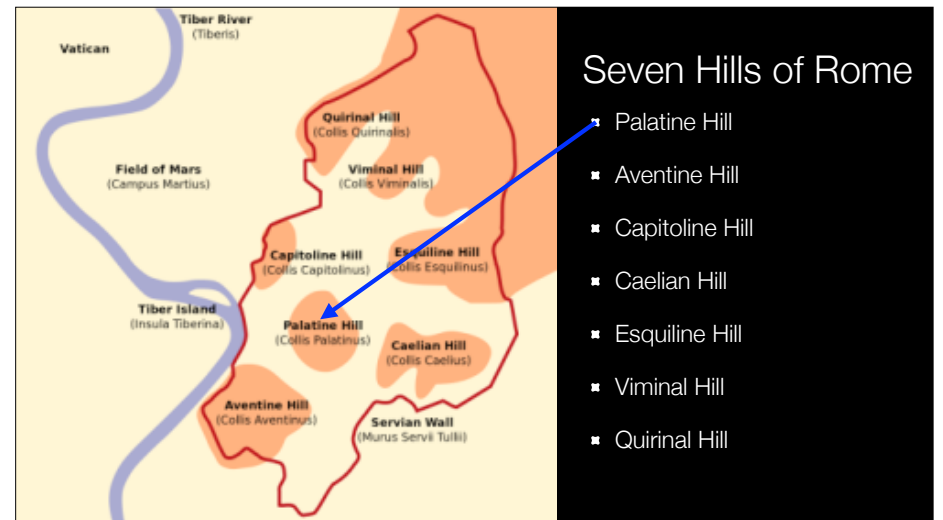 Tiber River
(Tiberis)
Vatican
Quirinal Hill
(Collis Quirinalis)
Field of Mars
(Campus Martius)
Viminal Hill
(Collis Viminalis)
Capitoline Hill
(Collis Capitolinus)
Esquiline Hill
(Collis Esquilinus)
Tiber Island
(Insula Tiberina)
Palatine Hill
(Collis Palatinus)
Caelian Hill
(Collis Caelius)
Aventine Hill
(Collis Aventinus)
Servian Wall
(Murus Servii Tullii)
Seven Hills of Rome
Palatine Hill
Aventine Hill
Capitoline Hill
Caelian Hill
Esquiline Hill
Viminal Hill
Quirinal Hill